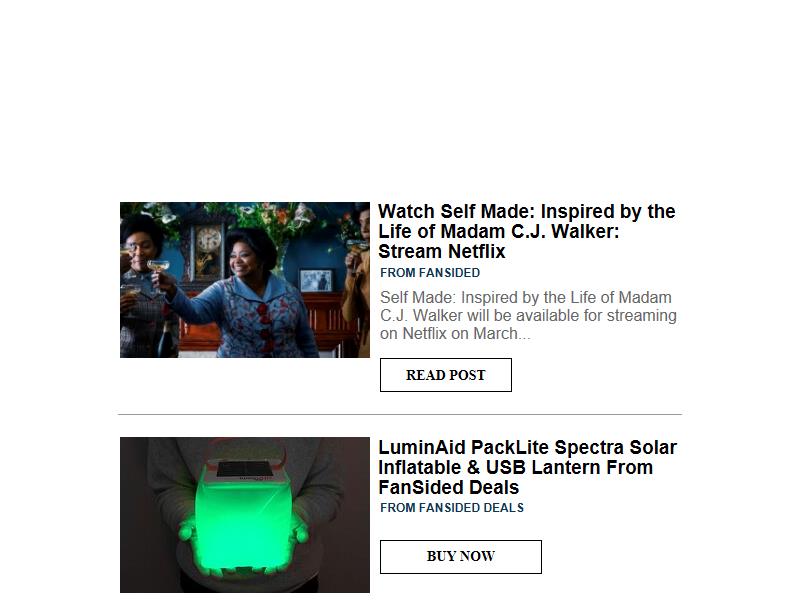 Watch Self Made: Inspired by the
Life of Madam C.J. Walker:
Stream Netflix
FROM FANSIDED
Self Made: Inspired by the Life of Madam
C.J. Walker will be available for streaming
on Netflix on March...
READ POST
LuminAid PackLite Spectra Solar
Inflatable & USB Lantern From
FanSided Deals
FROM FANSIDED DEALS
BUY NOW